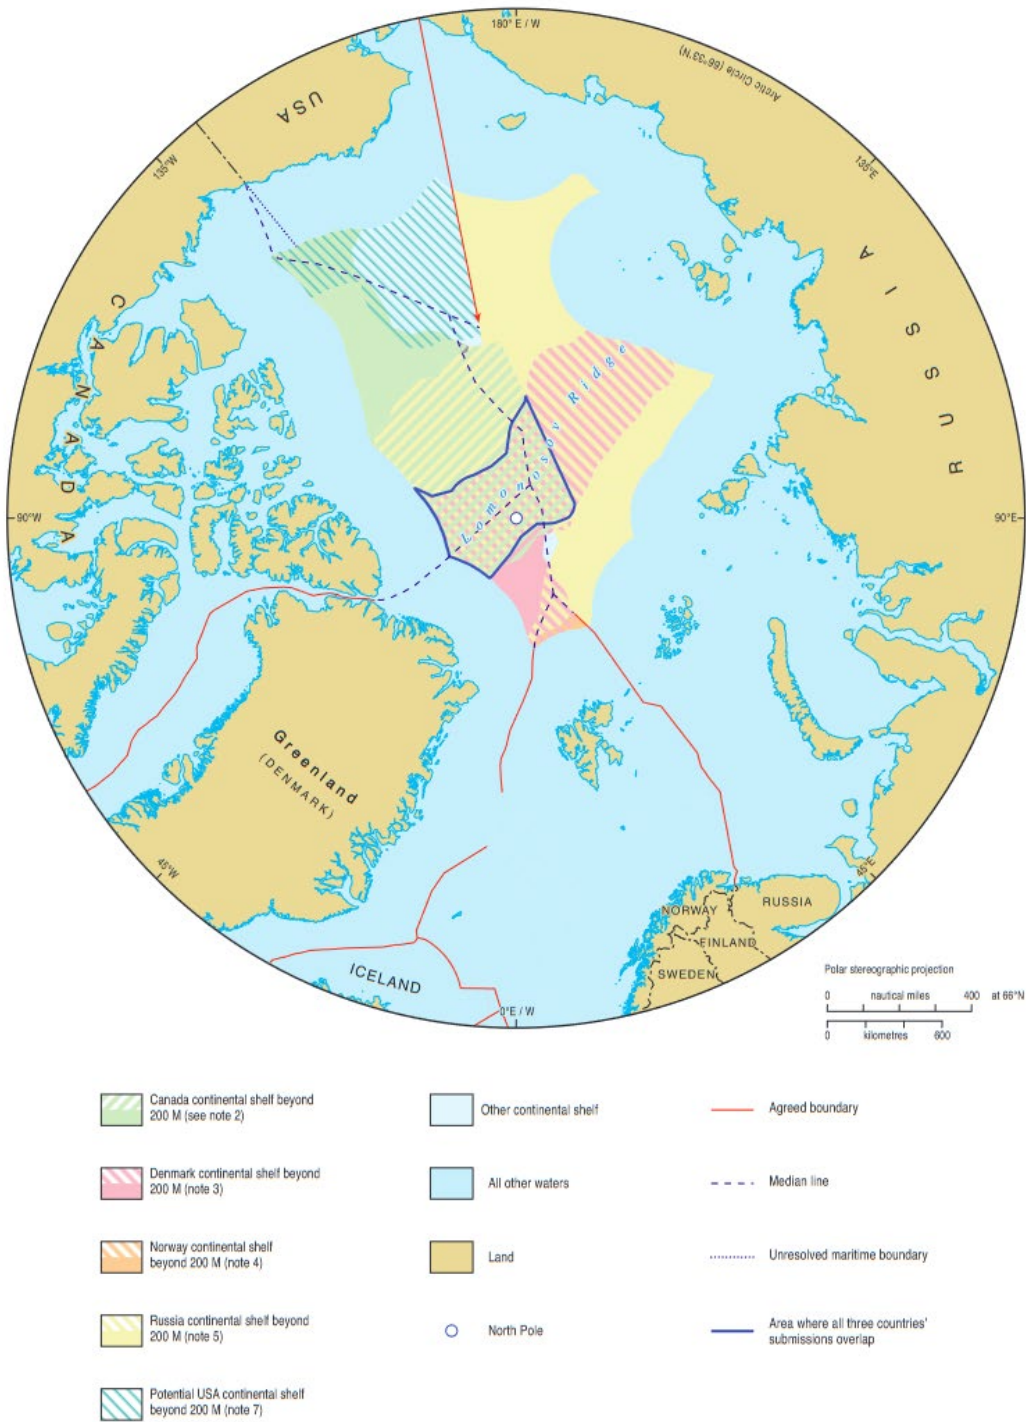 180° E / W
Arctic Circle (66°33'N)
USA
135°W
135°E
RUSSIA
CANADA
Lomonosov Ridge
90°W
90°E
Greenland
(DENMARK)
45°W
45°E
NORWAY
RUSSIA
FINLAND
SWEDEN
ICELAND
0°E / W
Polar stereographic projection
0 nautical miles 400 at 66°N
0 kilometres 600
Canada continental shelf beyond
200 M (see note 2)
Denmark continental shelf beyond
200 M (note 3)
Norway continental shelf
beyond 200 M (note 4)
Russia continental shelf beyond
200 M (note 5)
Potential USA continental shelf
beyond 200 M (note 7)
Other continental shelf
All other waters
Land
North Pole
Agreed boundary
Median line
Unresolved maritime boundary
Area where all three countries'
submissions overlap